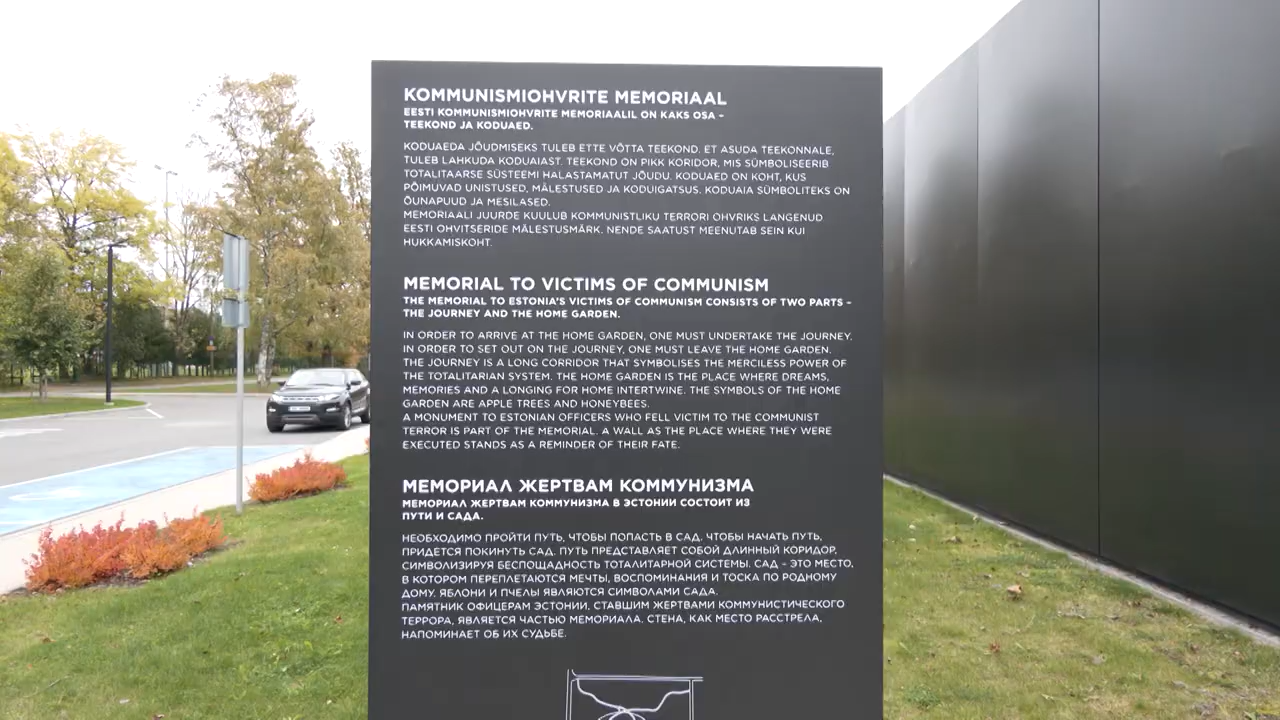 KOMMUNISMIOHVRITE MEMORIAAL
EESTI KOMMUNISMIOHVRITE MEMORIAALIL ON KAKS OSA –
TEEKOND JA KODUAED.
KODUAEDA JÕUDMISEKS TULEB ETTE VÕTTA TEEKOND. ET ASUDA TEEKONNALE,
TULEB LAHKUDA KODUAIAST. TEEKOND ON PIKK KORIDOR, MIS SÜMBOLISEERIB
TOTALITAARSE SÜSTEEMI HALASTAMATUT JÕUDU. KODUAED ON KOHT, KUS
PÕIMUVAD UNISTUSED, MÄLESTUSED JA KODUIGATSUS. KODUAIA SÜMBOLITEKS ON
ÕUNAPUUD JA MESILASED.
MEMORIAALI JUURDE KUULUB KOMMUNISTLIKU TERRORI OHVRIKS LANGENUD
EESTI OHVITSERIDE MÄLESTUSMÄRK. NENDE SAATUST MEENUTAB SEIN KUI
HUKKAMISKOHT.
MEMORIAL TO VICTIMS OF COMMUNISM
THE MEMORIAL TO ESTONIA'S VICTIMS OF COMMUNISM CONSISTS OF TWO PARTS –
THE JOURNEY AND THE HOME GARDEN.
IN ORDER TO ARRIVE AT THE HOME GARDEN, ONE MUST UNDERTAKE THE JOURNEY.
IN ORDER TO SET OUT ON THE JOURNEY, ONE MUST LEAVE THE HOME GARDEN.
THE JOURNEY IS A LONG CORRIDOR THAT SYMBOLISES THE MERCILESS POWER OF
THE TOTALITARIAN SYSTEM. THE HOME GARDEN IS THE PLACE WHERE DREAMS,
MEMORIES AND A LONGING FOR HOME INTERTWINE. THE SYMBOLS OF THE HOME
GARDEN ARE APPLE TREES AND HONEYBEES.
A MONUMENT TO ESTONIAN OFFICERS WHO FELL VICTIM TO THE COMMUNIST
TERROR IS PART OF THE MEMORIAL. A WALL AS THE PLACE WHERE THEY WERE
EXECUTED STANDS AS A REMINDER OF THEIR FATE.
МЕМОРИАЛ ЖЕРТВАМ КОММУНИЗМА
МЕМОРИАЛ ЖЕРТВАМ КОММУНИЗМА В ЭСТОНИИ СОСТОИТ ИЗ
ПУТИ И САДА.
НЕОБХОДИМО ПРОЙТИ ПУТЬ, ЧТОБЫ ПОПАСТЬ В САД. ЧТОБЫ НАЧАТЬ ПУТЬ,
ПРИДЕТСЯ ПОКИНУТЬ САД. ПУТЬ ПРЕДСТАВЛЯЕТ СОБОЙ ДЛИННЫЙ КОРИДОР,
СИМВОЛИЗИРУЯ БЕСПОЩАДНОСТЬ ТОТАЛИТАРНОЙ СИСТЕМЫ. САД - ЭТО МЕСТО,
В КОТОРОМ ПЕРЕПЛЕТАЮТСЯ МЕЧТЫ, ВОСПОМИНАНИЯ И ТОСКА ПО РОДНОМУ
ДОМУ. ЯБЛОНИ И ПЧЕЛЫ ЯВЛЯЮТСЯ СИМВОЛАМИ САДА.
ПАМЯТНИК ОФИЦЕРАМ ЭСТОНИИ, СТАВШИМ ЖЕРТВАМИ КОММУНИСТИЧЕСКОГО
ТЕРРОРА, ЯВЛЯЕТСЯ ЧАСТЬЮ МЕМОРИАЛА. СТЕНА, КАК МЕСТО РАССТРЕЛА,
НАПОМИНАЕТ ОБ ИХ СУДЬБЕ.